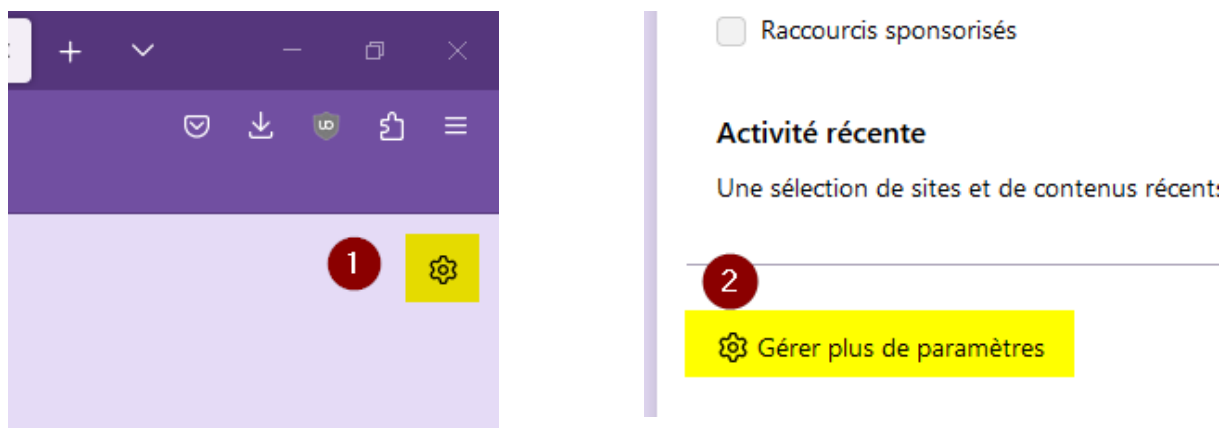 1
Raccourcis sponsorisés
Activité récente
Une sélection de sites et de contenus récents
2
Gérer plus de paramètres